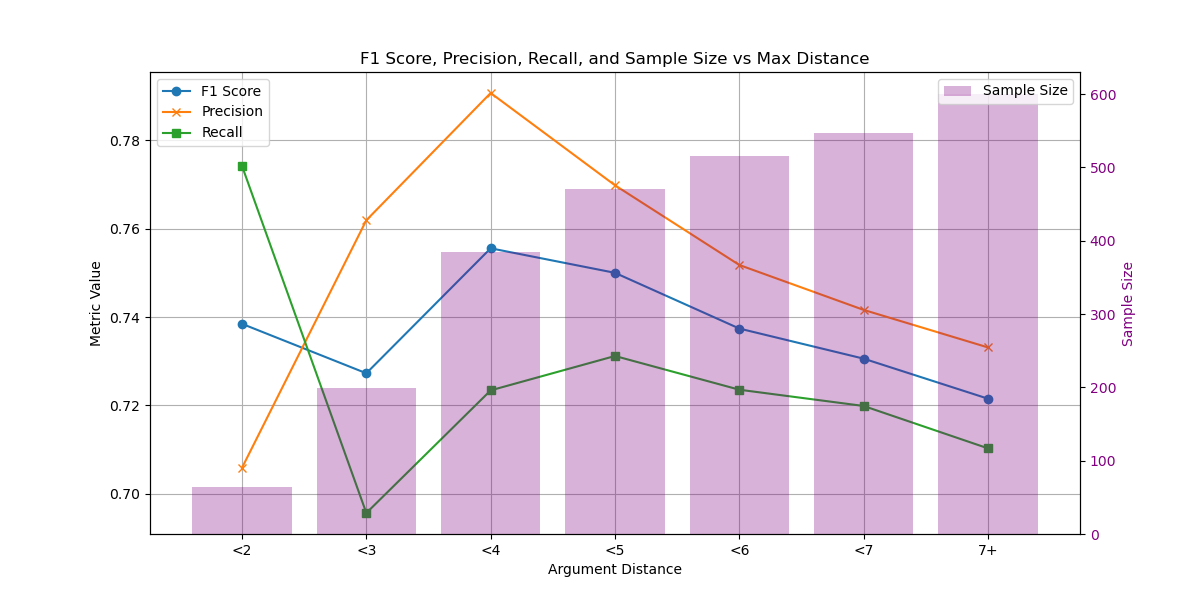 F1 Score, Precision, Recall, and Sample Size vs Max Distance
F1 Score
Precision
Recall
Sample Size
0.78
0.76
0.74
0.72
0.70
Metric Value
600
500
400
300
200
100
0
Sample Size
<2
<3
<4
<5
<6
<7
7+
Argument Distance